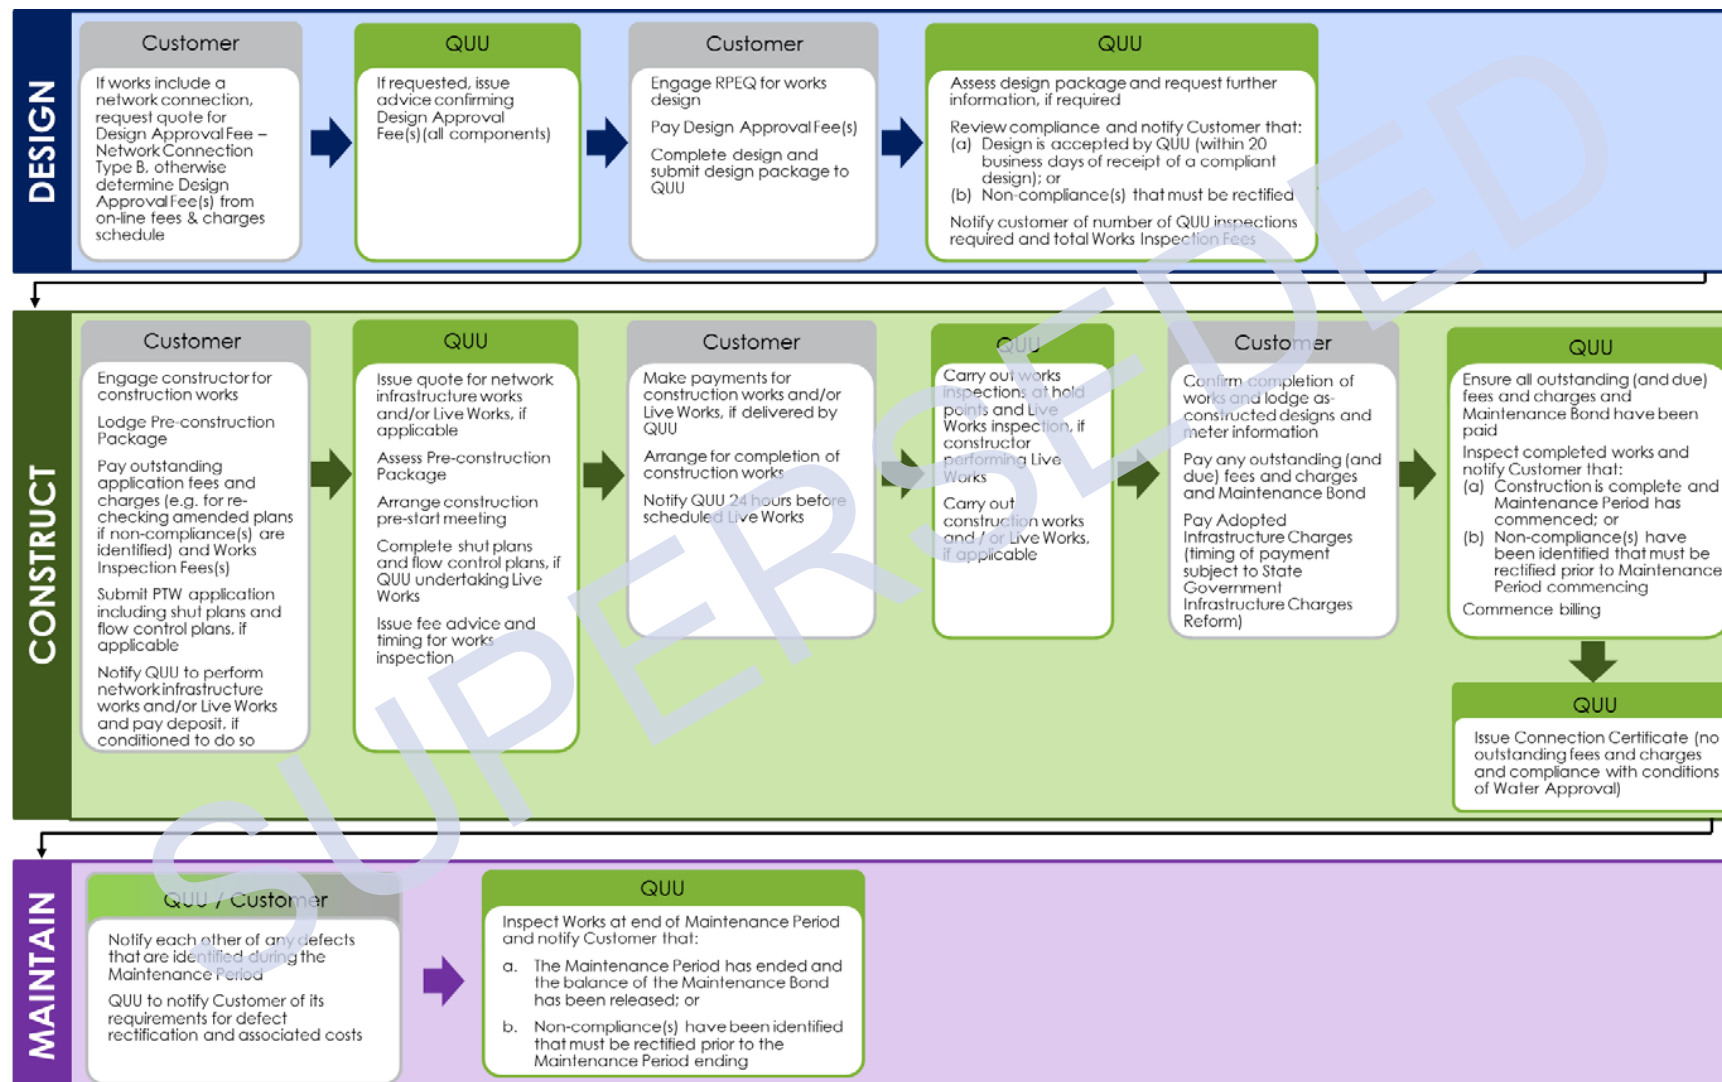 DESIGN
Customer
If works include a
network connection,
request quote for
Design Approval Fee –
Network Connection
Type B, otherwise
determine Design
Approval Fee(s) from
on-line fees & charges
schedule
QUU
If requested, issue
advice confirming
Design Approval
Fee(s)(all components)
Customer
Engage RPEQ for works
design
Pay Design Approval Fee(s)
Complete design and
submit design package to
QUU
QUU
Assess design package and request further
information, if required
Review compliance and notify Customer that:
(a) Design is accepted by QUU (within 20
business days of receipt of a compliant
design); or
(b) Non-compliance(s) that must be rectified
Notify customer of number of QUU inspections
required and total Works Inspection Fees
CONSTRUCT
Customer
Engage constructor for
construction works
Lodge Pre-construction
Package
Pay outstanding
application fees and
charges (e.g. for re-
checking amended plans
if non-compliance(s) are
identified) and Works
Inspection Fees(s)
Submit PTW application
including shut plans and
flow control plans, if
applicable
Notify QUU to perform
network infrastructure
works and/or Live Works
and pay deposit, if
conditioned to do so
QUU
Issue quote for network
infrastructure works
and/or Live Works, if
applicable
Assess Pre-construction
Package
Arrange construction
pre-start meeting
Complete shut plans
and flow control plans, if
QUU undertaking Live
Works
Issue fee advice and
timing for works
inspection
Customer
Make payments for
construction works and/or
Live Works, if delivered by
QUU
Arrange for completion of
construction works
Notify QUU 24 hours before
scheduled Live Works
QUU
Carry out works
inspections at hold
points and Live
Works inspection, if
constructor
performing Live
Works
Carry out
construction works
and / or Live Works,
if applicable
Customer
Confirm completion of
works and lodge as-
constructed designs and
meter information
Pay any outstanding (and
due) fees and charges
and Maintenance Bond
Pay Adopted
Infrastructure Charges
(timing of payment
subject to State
Government
Infrastructure Charges
Reform)
QUU
Ensure all outstanding (and due)
fees and charges and
Maintenance Bond have been
paid
Inspect completed works and
notify Customer that:
(a) Construction is complete and
Maintenance Period has
commenced; or
(b) Non-compliance(s) have
been identified that must be
rectified prior to Maintenance
Period commencing
Commence billing
QUU
Issue Connection Certificate (no
outstanding fees and charges
and compliance with conditions
of Water Approval)
MAINTAIN
QUU / Customer
Notify each other of any defects
that are identified during the
Maintenance Period
QUU to notify Customer of its
requirements for defect
rectification and associated costs
QUU
Inspect Works at end of Maintenance Period
and notify Customer that:
a. The Maintenance Period has ended and
the balance of the Maintenance Bond
has been released; or
b. Non-compliance(s) have been identified
that must be rectified prior to the
Maintenance Period ending
SUPERSEDED